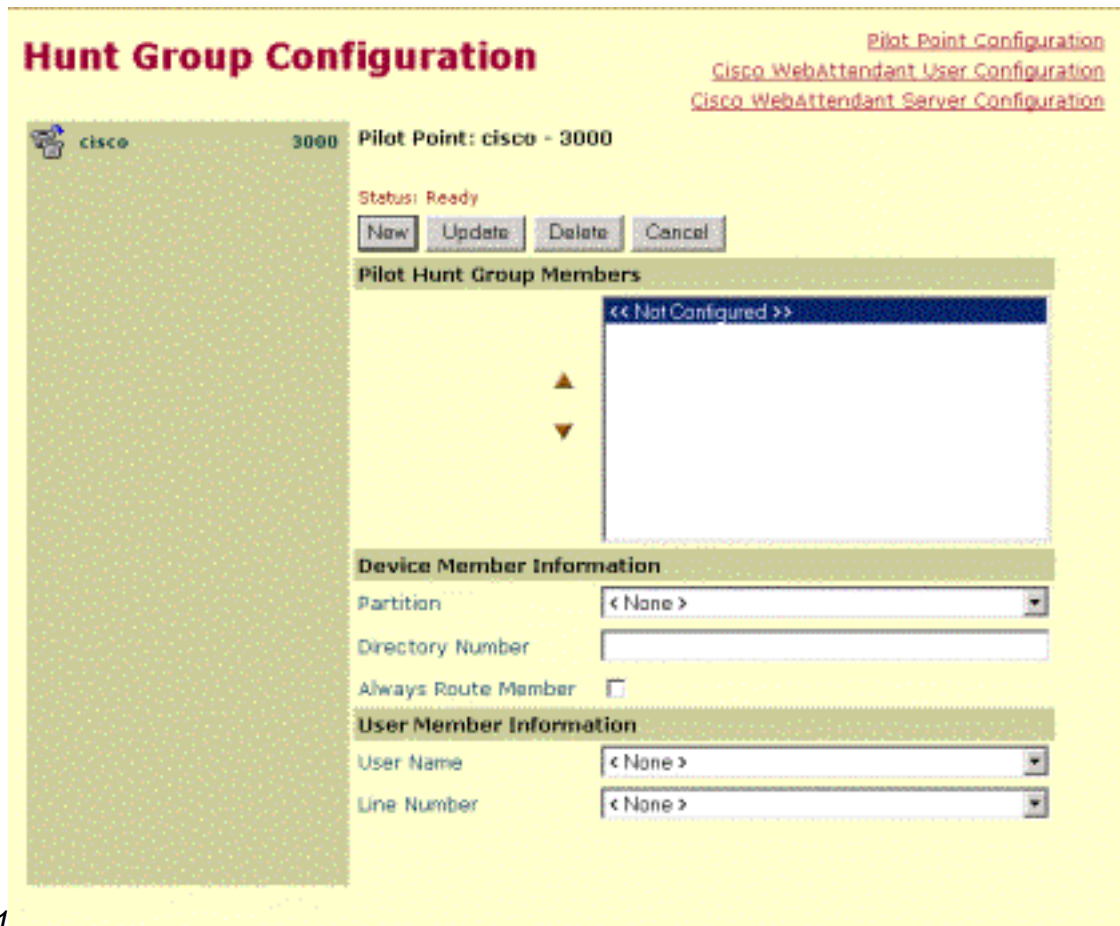 Hunt Group Configuration
Pilot Point Configuration
Cisco WebAttendant User Configuration
Cisco WebAttendant Server Configuration
cisco 3000
Pilot Point: cisco - 3000
Status: Ready
New Update Delete Cancel
Pilot Hunt Group Members
<< Not Configured >>
Device Member Information
Partition < None >
Directory Number
Always Route Member
User Member Information
User Name < None >
Line Number < None >
1